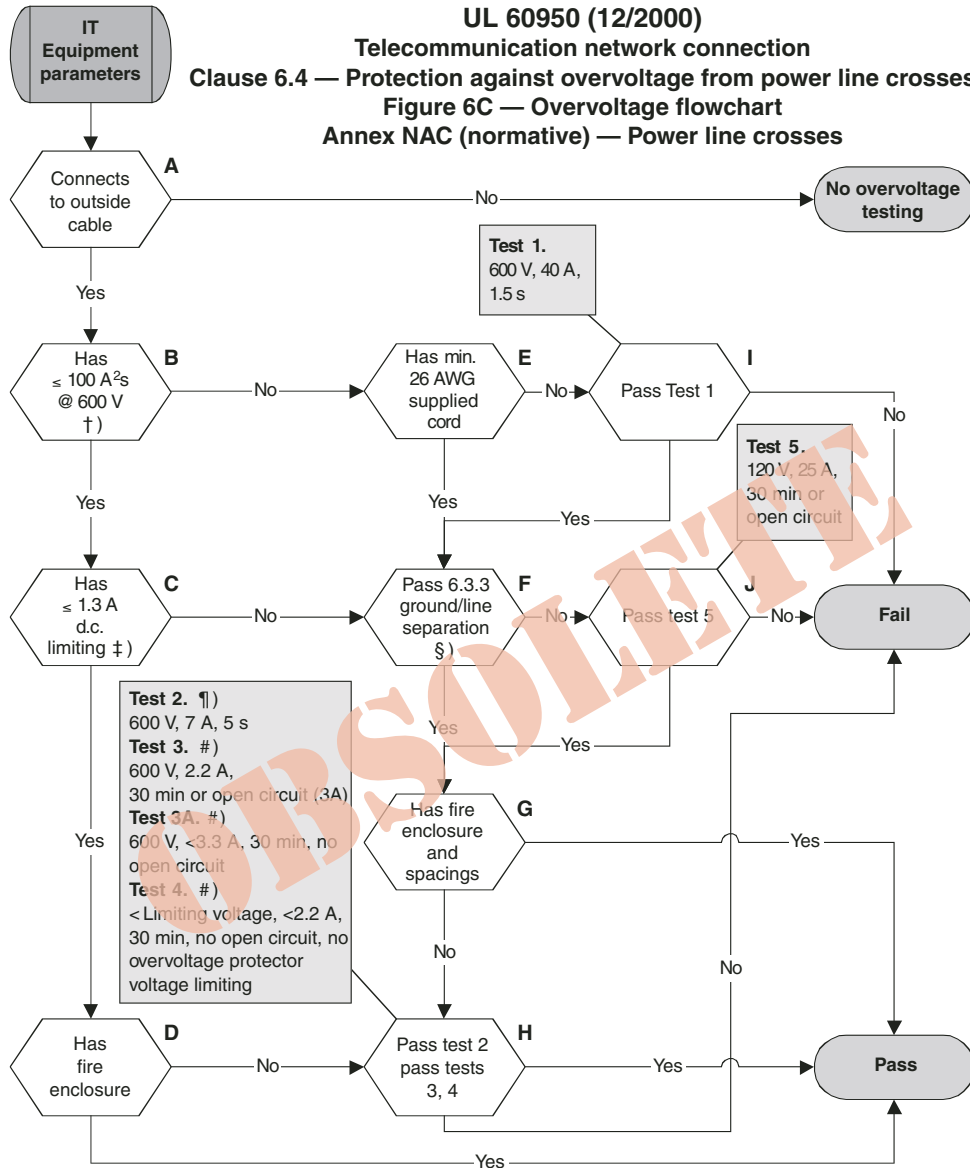 UL 60950 (12/2000)
Telecommunication network connection
Clause 6.4 — Protection against overvoltage from power line crosses
Figure 6C — Overvoltage flowchart
Annex NAC (normative) — Power line crosses
IT
Equipment
parameters
A
Connects
to outside
cable
No
No overvoltage
testing
Yes
Test 1.
600 V, 40 A,
1.5 s
B
Has
≤ 100 A²s
@ 600 V
†)
No
E
Has min.
26 AWG
supplied
cord
No
I
Pass Test 1
No
Yes
Yes
Yes
Test 5.
120 V, 25 A,
30 min or
open circuit
C
Has
≤ 1.3 A
d.c.
limiting ‡)
No
F
Pass 6.3.3
ground/line
separation
§)
No
J
Pass test 5
No
Fail
Yes
Yes
Yes
Test 2. ¶)
600 V, 7 A, 5 s
Test 3. #)
600 V, 2.2 A,
30 min or open circuit (3A)
Test 3A. #)
600 V, <3.3 A, 30 min, no
open circuit
Test 4. #)
< Limiting voltage, <2.2 A,
30 min, no open circuit, no
overvoltage protector
voltage limiting
G
Has fire
enclosure
and
spacings
Yes
No
No
D
Has
fire
enclosure
No
H
Pass test 2
pass tests
3, 4
Yes
Pass
Yes
OBSOLETE